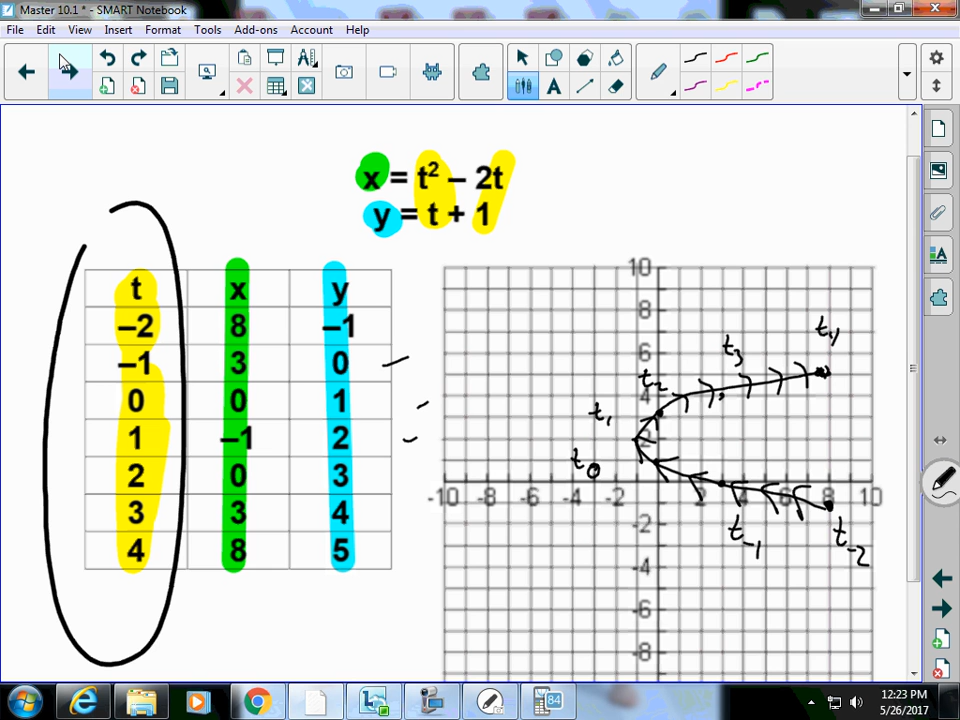 Master 10.1 * - SMART Notebook
File Edit View Insert Format Tools Add-ons Account Help
x = t² – 2t
y = t + 1
t x y
–2 8 –1
–1 3 0
0 0 1
1 –1 2
2 0 3
3 3 4
4 8 5
10
8
6
4
2
-10 -8 -6 -4 -2 2 4 6 8 10
-2
-4
-6
-8
t₄
t₃
t₂
t₁
t₀
t₋₁
t₋₂
84
12:23 PM
5/26/2017